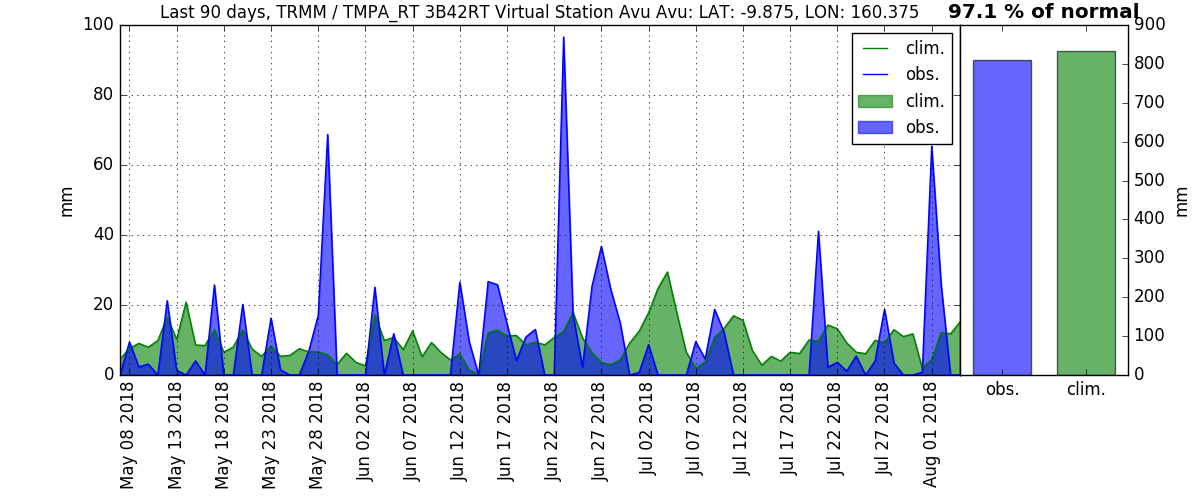 Last 90 days, TRMM / TMPA_RT 3B42RT Virtual Station Avu Avu: LAT: -9.875, LON: 160.375
97.1 % of normal
100
80
60
40
20
0
mm
clim.
obs.
clim.
obs.
900
800
700
600
500
400
300
200
100
0
mm
May 08 2018
May 13 2018
May 18 2018
May 23 2018
May 28 2018
Jun 02 2018
Jun 07 2018
Jun 12 2018
Jun 17 2018
Jun 22 2018
Jun 27 2018
Jul 02 2018
Jul 07 2018
Jul 12 2018
Jul 17 2018
Jul 22 2018
Jul 27 2018
Aug 01 2018
obs.
clim.